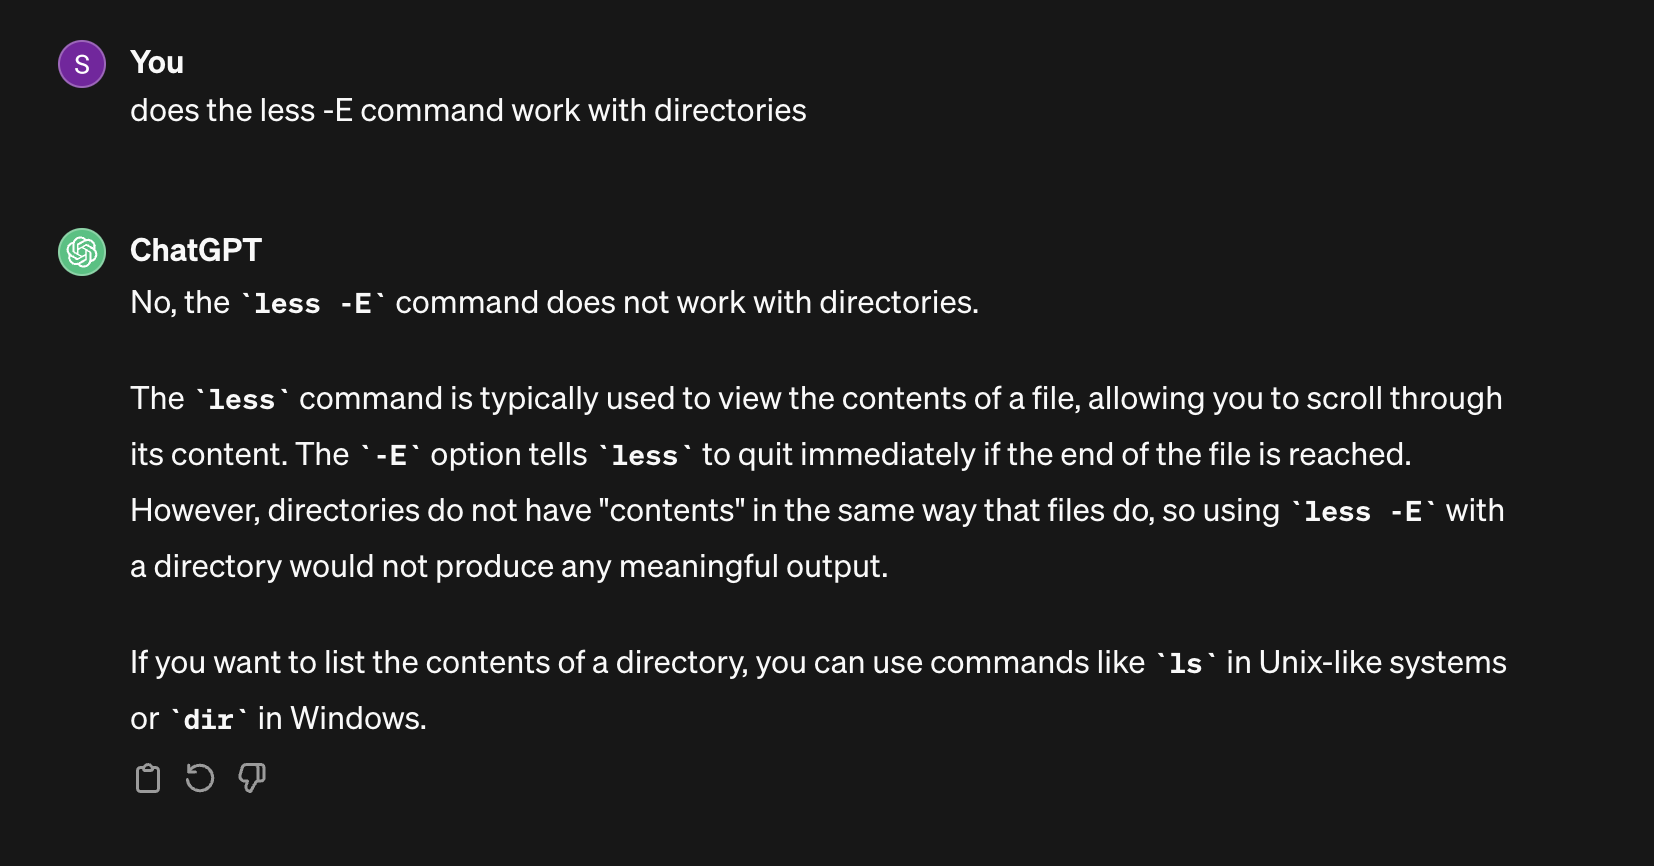 S
You
does the less -E command work with directories
ChatGPT
No, the `less -E` command does not work with directories.
The `less` command is typically used to view the contents of a file, allowing you to scroll through
its content. The `-E` option tells `less` to quit immediately if the end of the file is reached.
However, directories do not have "contents" in the same way that files do, so using `less -E` with
a directory would not produce any meaningful output.
If you want to list the contents of a directory, you can use commands like `ls` in Unix-like systems
or `dir` in Windows.